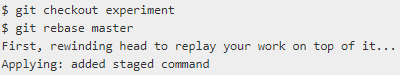 $ git checkout experiment
$ git rebase master
First, rewinding head to replay your work on top of it...
Applying: added staged command